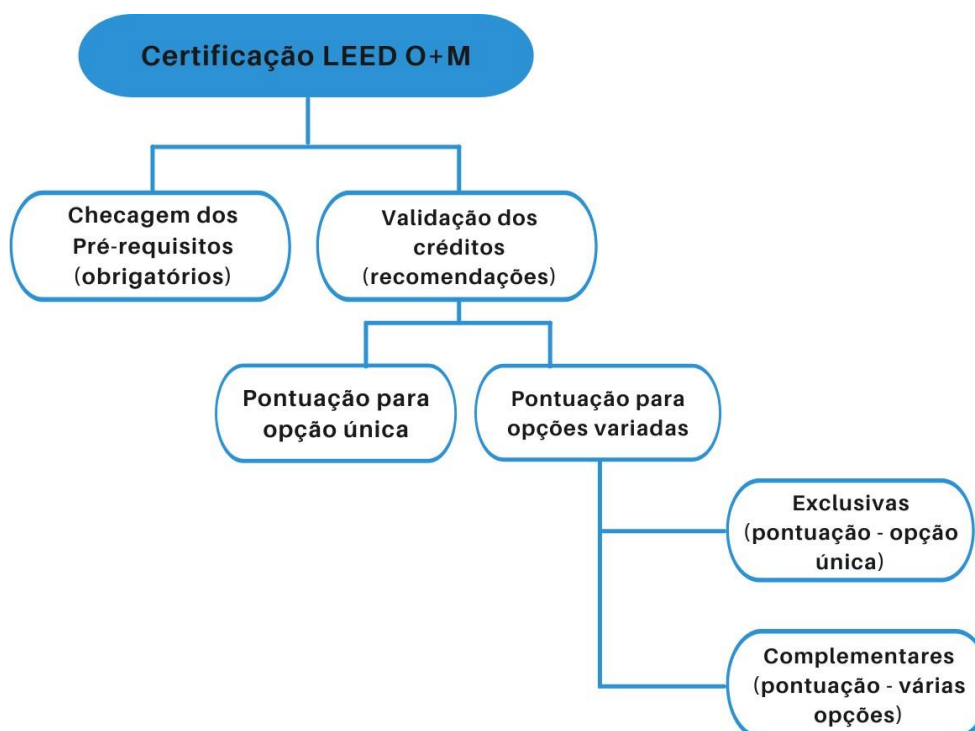 Certificação LEED O+M
Checagem dos
Pré-requisitos
(obrigatórios)
Validação dos
créditos
(recomendações)
Pontuação para
opção única
Pontuação para
opções variadas
Exclusivas
(pontuação - opção
única)
Complementares
(pontuação - várias
opções)